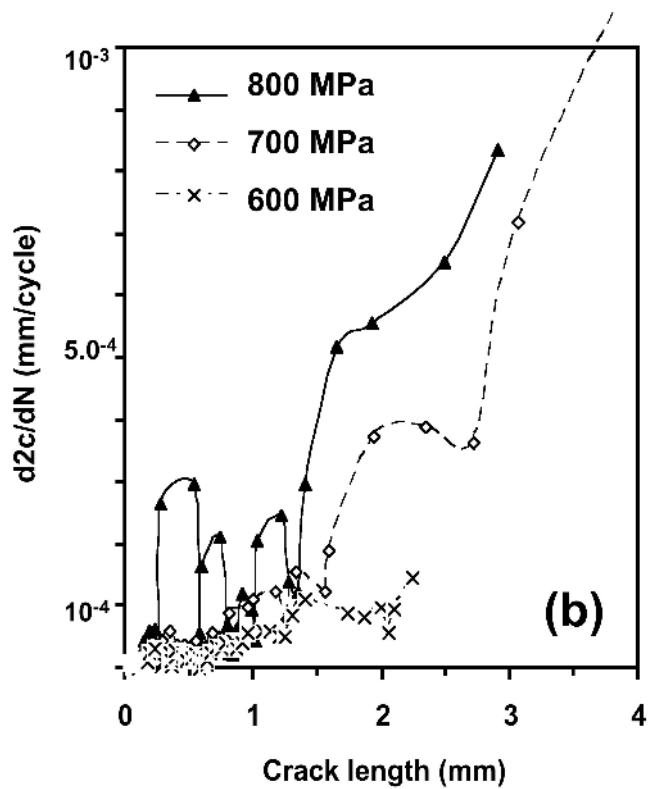 10-3
800 MPa
700 MPa
600 MPa
d2c/dN (mm/cycle)
5.0-4
10-4
(b)
0 1 2 3 4
Crack length (mm)